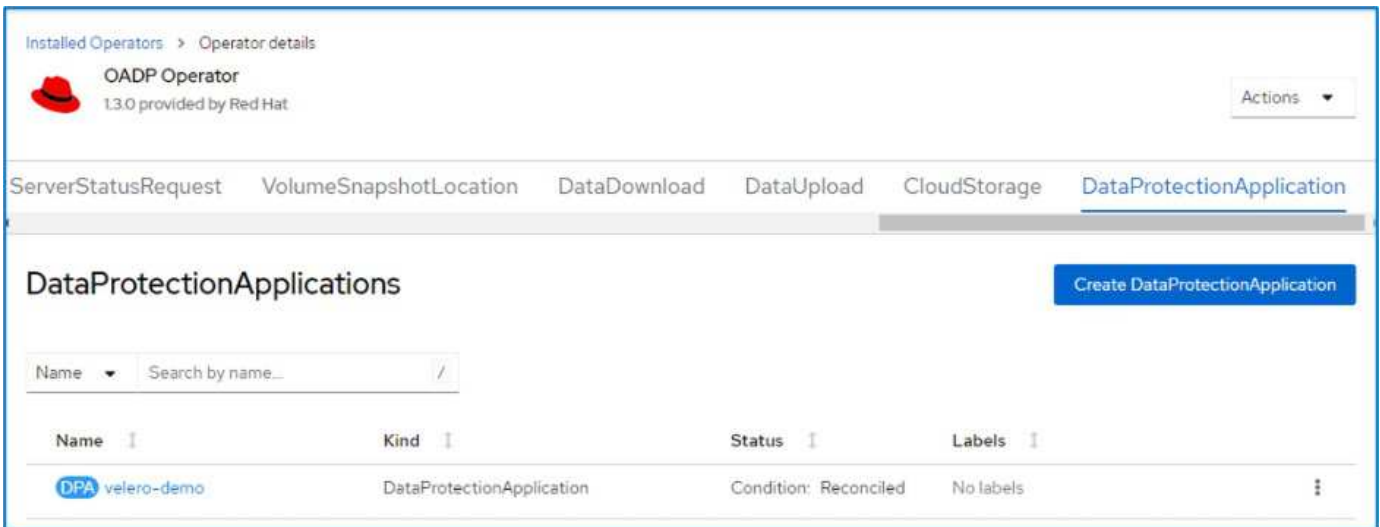 Installed Operators > Operator details
OADP Operator
1.3.0 provided by Red Hat
Actions
ServerStatusRequest VolumeSnapshotLocation DataDownload DataUpload CloudStorage DataProtectionApplication
DataProtectionApplications
Create DataProtectionApplication
Name Search by name... /
Name Kind Status Labels
DPA velero-demo DataProtectionApplication Condition: Reconciled No labels